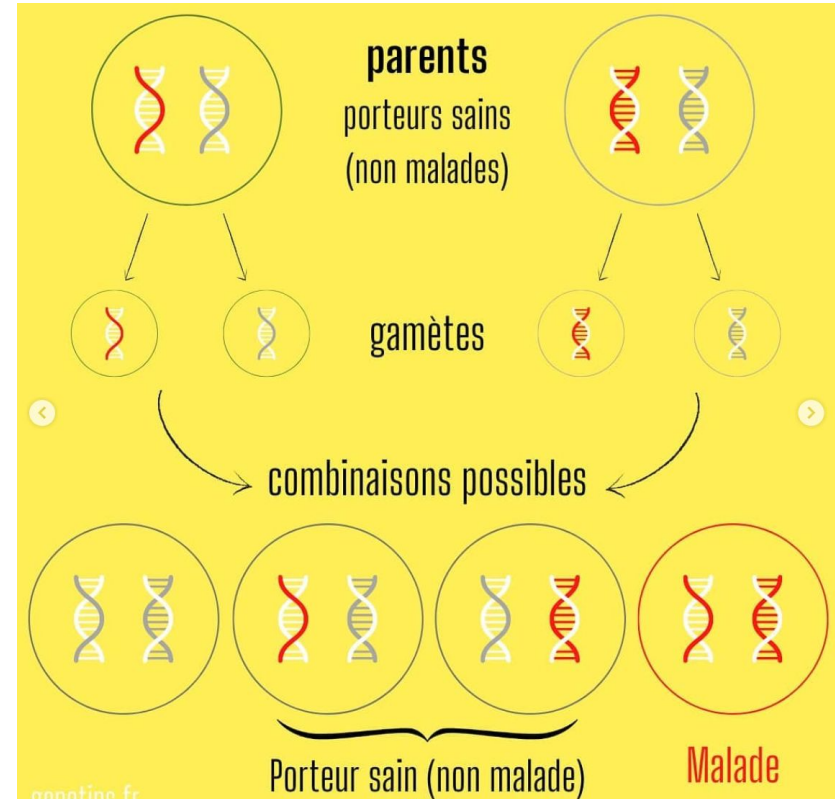 parents
porteurs sains
(non malades)
gamètes
combinaisons possibles
Porteur sain (non malade)
Malade